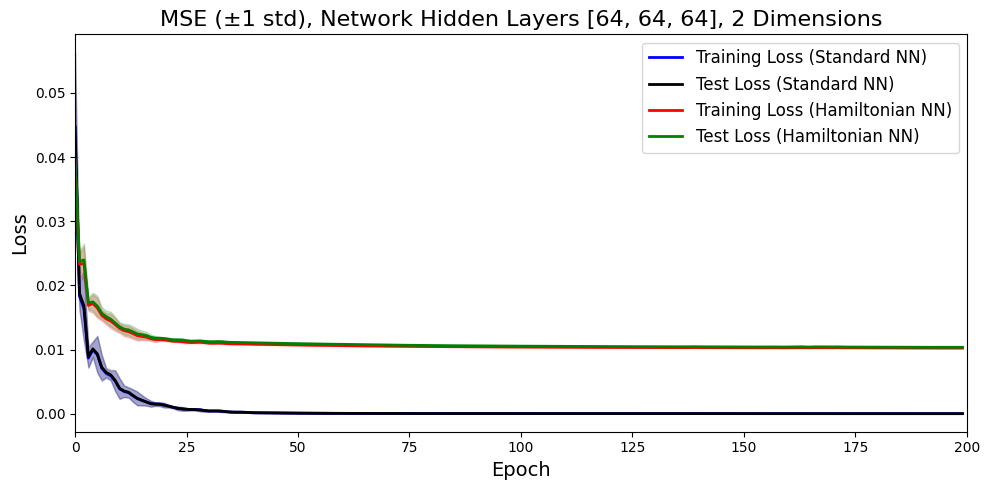 MSE (±1 std), Network Hidden Layers [64, 64, 64], 2 Dimensions
Training Loss (Standard NN)
Test Loss (Standard NN)
Training Loss (Hamiltonian NN)
Test Loss (Hamiltonian NN)
Loss
0.05
0.04
0.03
0.02
0.01
0.00
0 25 50 75 100 125 150 175 200
Epoch